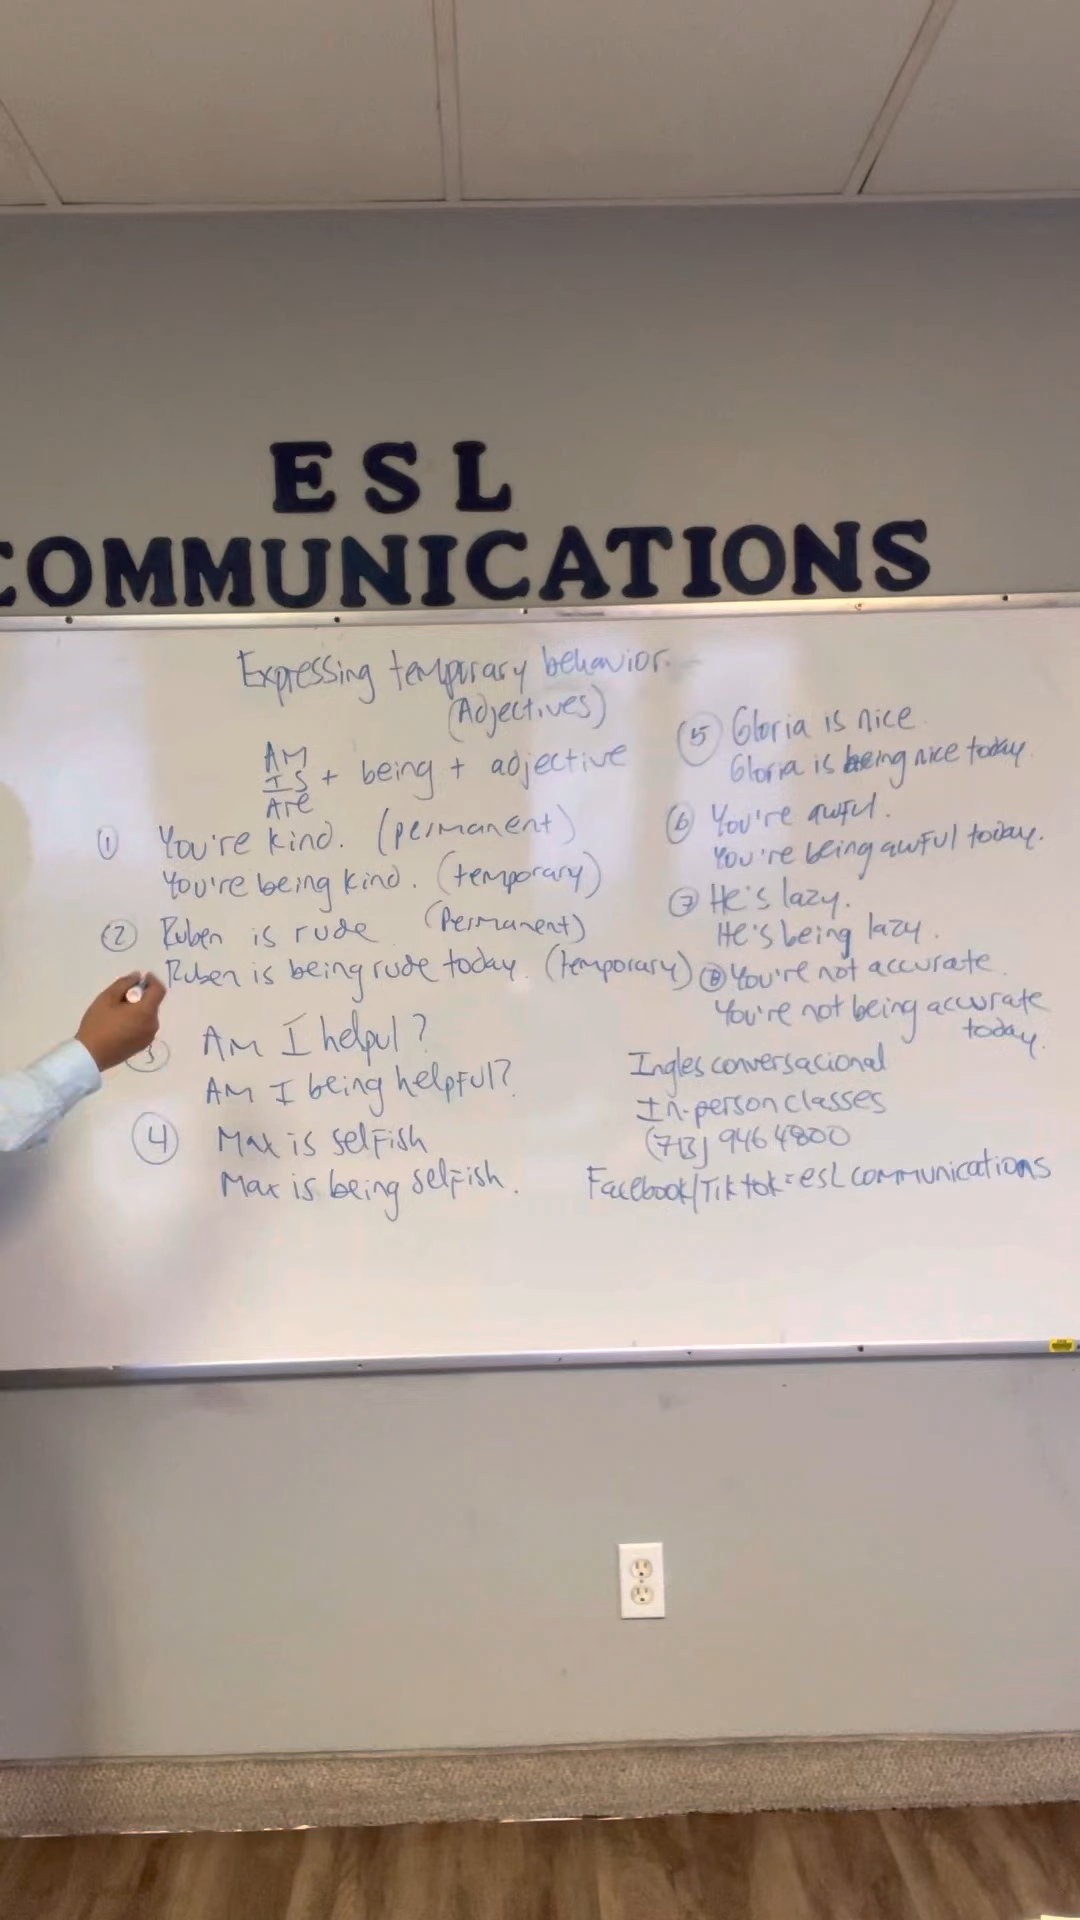 ESL
COMMUNICATIONS
Expressing temporary behavior.
(Adjectives)
AM
IS + being + adjective
Are
① You're kind. (permanent)
You're being kind. (temporary)
② Ruben is rude (Permanent)
Ruben is being rude today. (temporary)
3 Am I helpul?
AM I being helpful?
④ Max is selfish
Max is being selfish.
⑤ Gloria is nice
Gloria is being nice today.
⑥ You're awful.
You're being awful today.
⑦ He's lazy.
He's being lazy.
⑧ You're not accurate.
You're not being accurate
today.
Ingles conversacional
In-person classes
(713) 946 4800
Facebook/Tik tok=esl communications